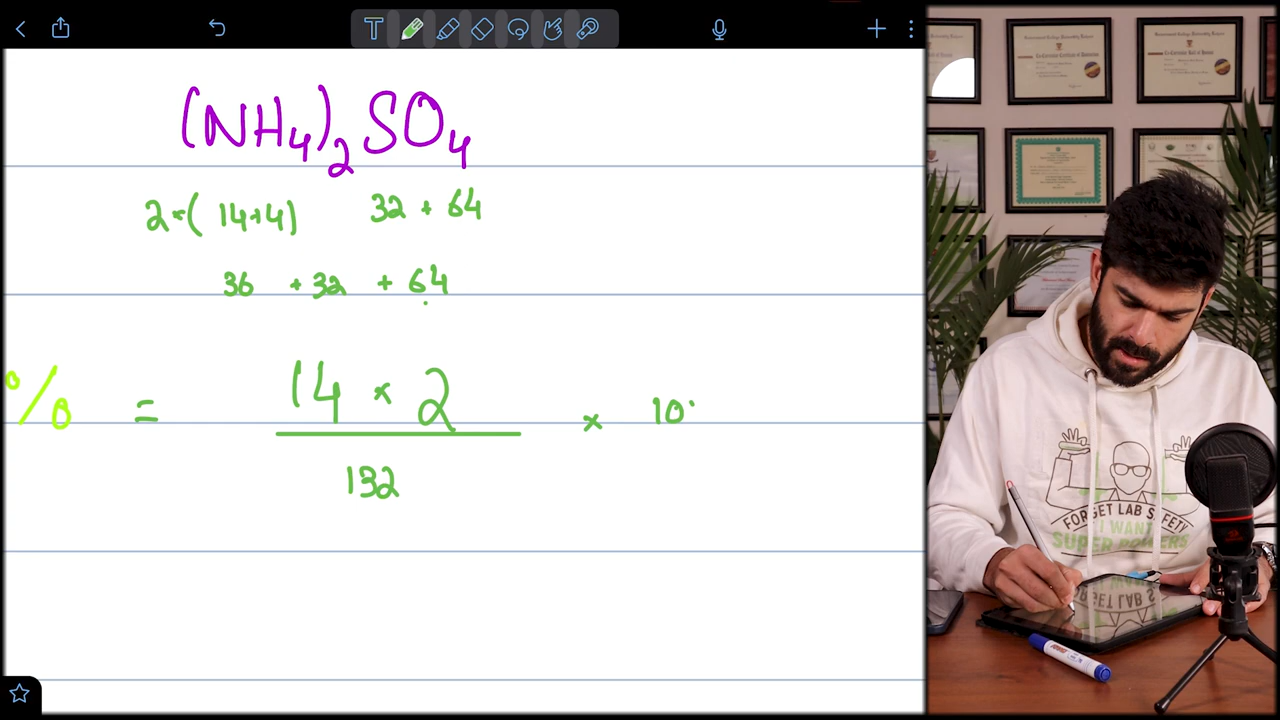 (NH₄)₂SO₄
2×(14+4) 32 + 64
36 + 32 + 64
% = 14 × 2 × 10
132
FORGET LAB SAFETY
I WANT
SUPER POWERS